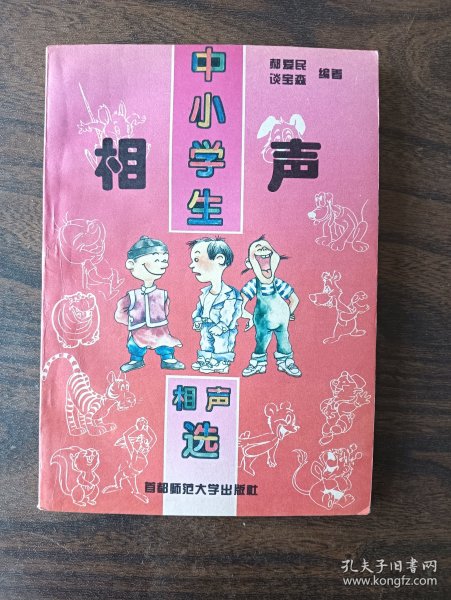 中小学生
郝爱民
谈宝森 编著
相 声
相声
选
首都师范大学出版社
孔夫子旧书网
www.kongfz.com